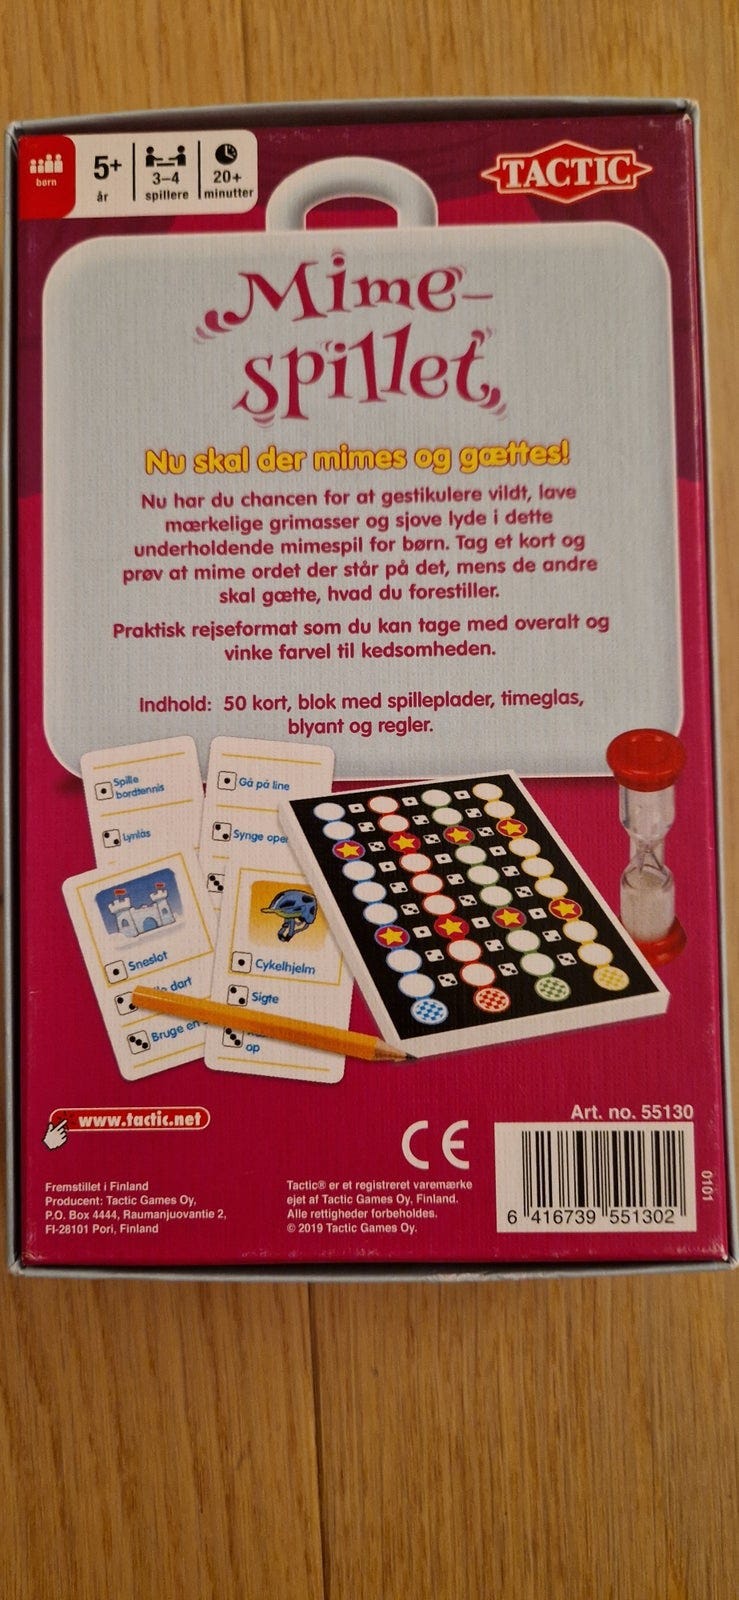 børn
5+
år
3–4
spillere
20+
minutter
TACTIC
Mime-
spillet
Nu skal der mimes og gættes!
Nu har du chancen for at gestikulere vildt, lave
mærkelige grimasser og sjove lyde i dette
underholdende mimespil for børn. Tag et kort og
prøv at mime ordet der står på det, mens de andre
skal gætte, hvad du forestiller.
Praktisk rejseformat som du kan tage med overalt og
vinke farvel til kedsomheden.
Indhold: 50 kort, blok med spilleplader, timeglas,
blyant og regler.
Spille
bordtennis
Lynlås
Gå på line
Synge ope
Sneslot
dart
Bruge en
Cykelhjelm
Sigte
op
www.tactic.net
CE
Art. no. 55130
0101
6 416739 551302
Fremstillet i Finland
Producent: Tactic Games Oy,
P.O. Box 4444, Raumanjuovantie 2,
FI-28101 Pori, Finland
Tactic® er et registreret varemærke
ejet af Tactic Games Oy, Finland.
Alle rettigheder forbeholdes.
© 2019 Tactic Games Oy.